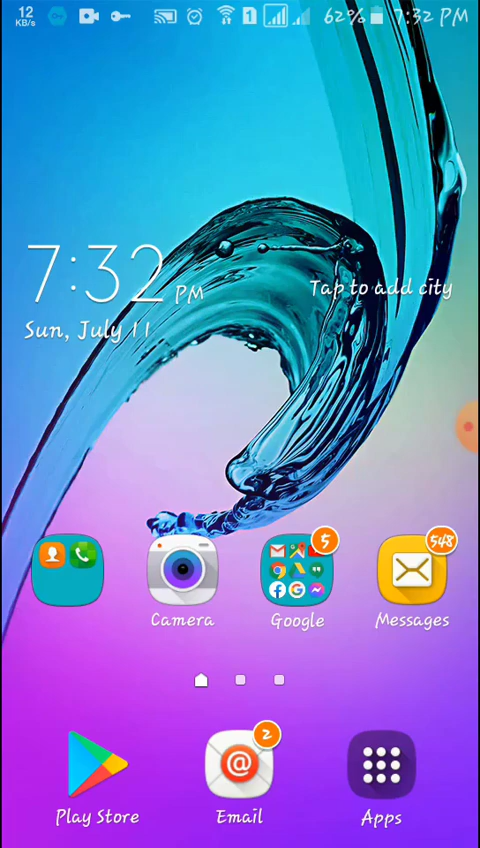 12
KB/s
1
62% 7:32 PM
7:32 PM
Tap to add city
Sun, July 11
5
548
Camera
Google
Messages
2
Play Store
Email
Apps